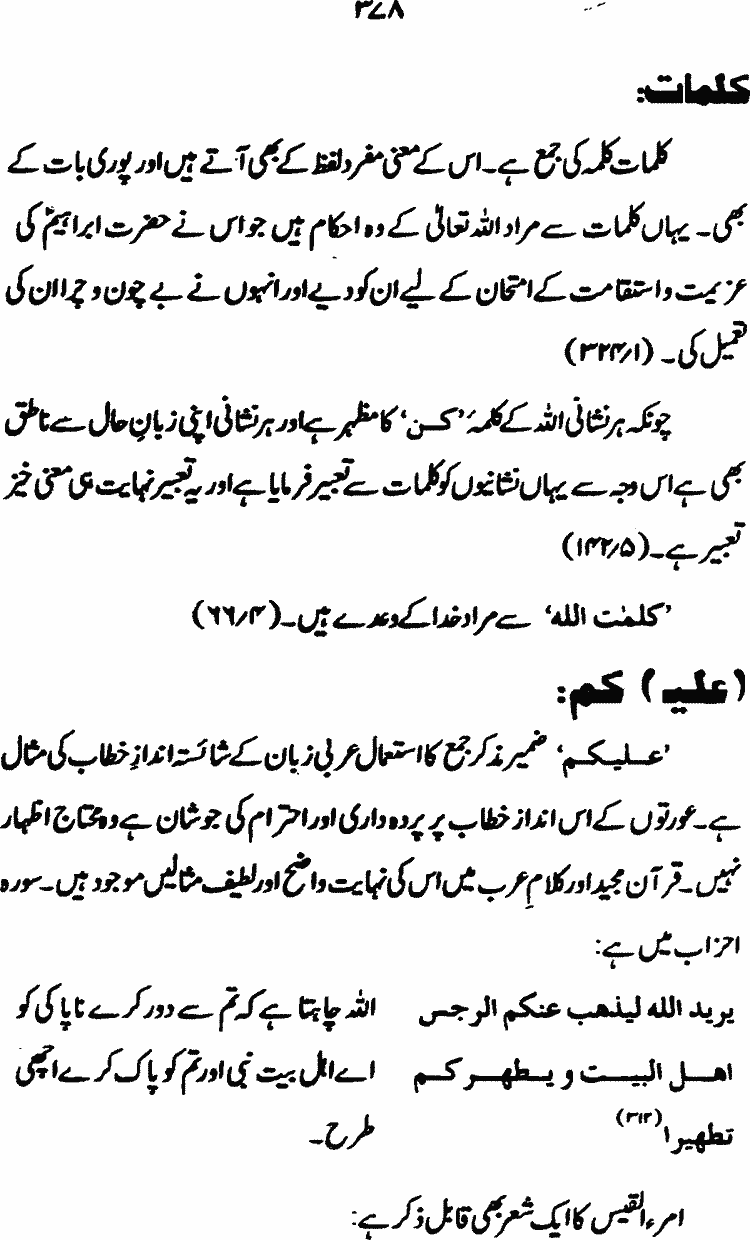 ۳۷۸
کلمات:
کلمات کلمہ کی جمع ہے۔ اس کے معنی مفرد لفظ کے بھی آتے ہیں اور پوری بات کے
بھی۔ یہاں کلمات سے مراد اللہ تعالیٰ کے وہ احکام ہیں جو اس نے حضرت ابراہیمؑ کی
عزیمت و استقامت کے امتحان کے لیے ان کو دیے اور انہوں نے بے چون و چرا ان کی
تعمیل کی۔ (۳۲۴/۱)
چونکہ ہر نشانی اللہ کے کلمۂ ’کن‘ کا مظہر ہے اور ہر نشانی اپنی زبانِ حال سے ناطق
بھی ہے اس وجہ سے یہاں نشانیوں کو کلمات سے تعبیر فرمایا ہے اور یہ تعبیر نہایت ہی معنی خیز
تعبیر ہے۔ (۱۴۲/۵)
’کلمٰت اللہ‘ سے مراد خدا کے وعدے ہیں۔ (۶۶/۴)
(علیـ) کم:
’علیکم‘ ضمیر مذکر جمع کا استعمال عربی زبان کے شائستہ اندازِ خطاب کی مثال
ہے۔ عورتوں کے اس انداز خطاب پر پردہ داری اور احترام کی جو شان ہے وہ محتاج اظہار
نہیں۔ قرآن مجید اور کلامِ عرب میں اس کی نہایت واضح اور لطیف مثالیں موجود ہیں۔ سورہ
احزاب میں ہے:
یرید اللہ لیذھب عنکم الرجس اللہ چاہتا ہے کہ تم سے دور کرے ناپاکی کو
اھل البیت و یطھرکم اے اہل بیت نبی اور تم کو پاک کرے اچھی
تطھیرا (۳۱۲) طرح۔
امرء القیس کا ایک شعر بھی قابل ذکر ہے: